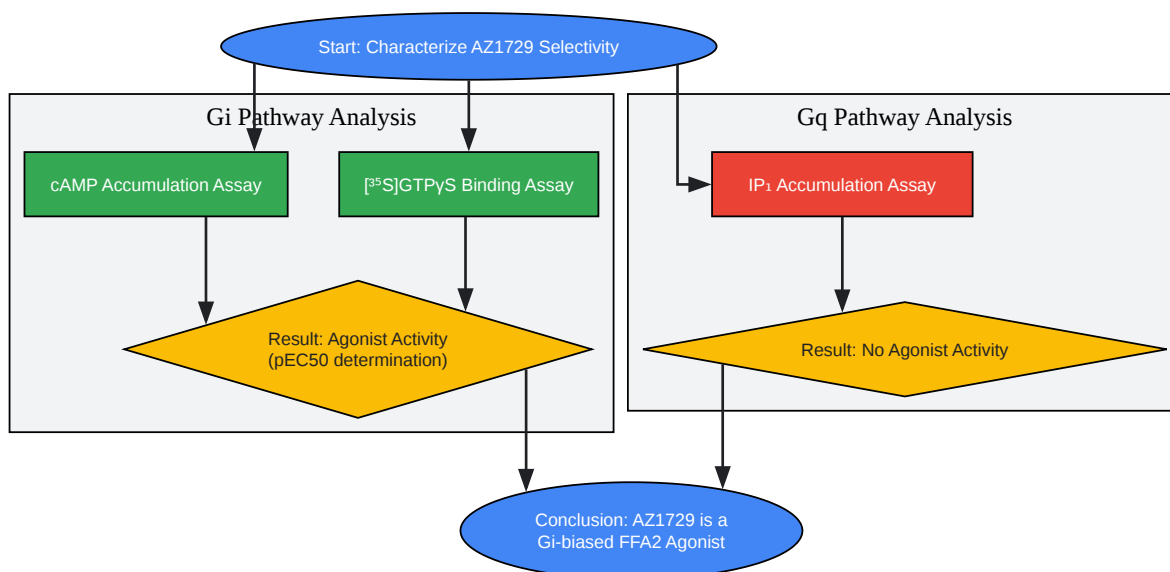 Start: Characterize AZ1729 Selectivity
Gi Pathway Analysis
Gq Pathway Analysis
cAMP Accumulation Assay
[³⁵S]GTPγS Binding Assay
IP₁ Accumulation Assay
Result: Agonist Activity
(pEC50 determination)
Result: No Agonist Activity
Conclusion: AZ1729 is a
Gi-biased FFA2 Agonist